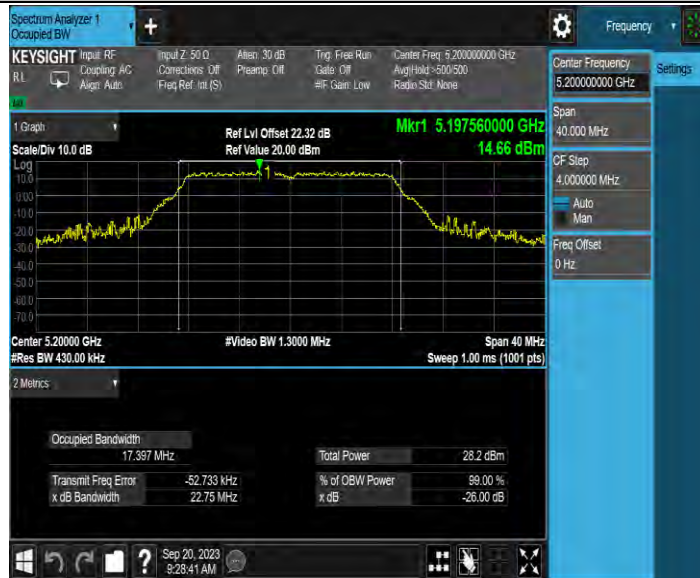 Spectrum Analyzer 1
Occupied BW
Frequency
KEYSIGHT Input: RF
Coupling: AC
Align: Auto
RL
Input Z: 50 Ω
Corrections: Off
Freq Ref: Int (S)
Atten: 30 dB
Preamp: Off
Trig: Free Run
Gate: Off
#IF Gain: Low
Center Freq: 5.200000000 GHz
Avg|Hold:>500/500
Radio Std: None
Center Frequency
5.200000000 GHz
Settings
Span
40.000 MHz
CF Step
4.000000 MHz
Auto
Man
Freq Offset
0 Hz
1 Graph
Scale/Div 10.0 dB
Ref Lvl Offset 22.32 dB
Ref Value 20.00 dBm
Mkr1 5.197560000 GHz
14.66 dBm
Log
10.0
0.00
-10.0
-20.0
-30.0
-40.0
-50.0
-60.0
-70.0
1
Center 5.20000 GHz
#Res BW 430.00 kHz
#Video BW 1.3000 MHz
Span 40 MHz
Sweep 1.00 ms (1001 pts)
2 Metrics
Occupied Bandwidth
17.397 MHz
Total Power 28.2 dBm
Transmit Freq Error -52.733 kHz
% of OBW Power 99.00 %
x dB Bandwidth 22.75 MHz
x dB -26.00 dB
?
Sep 20, 2023
9:28:41 AM